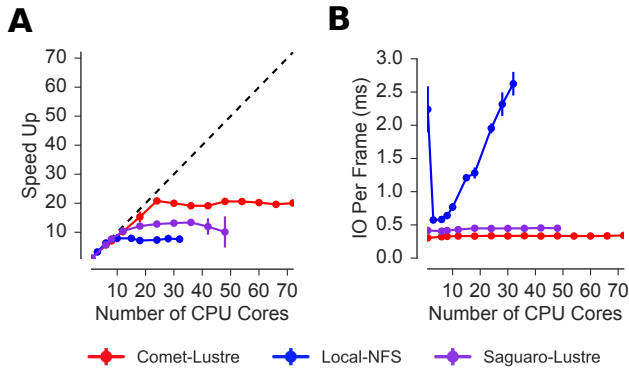 A
Speed Up
70
60
50
40
30
20
10
10 20 30 40 50 60 70
Number of CPU Cores
B
IO Per Frame (ms)
3.0
2.5
2.0
1.5
1.0
0.5
0.0
10 20 30 40 50 60 70
Number of CPU Cores
Comet-Lustre Local-NFS Saguaro-Lustre